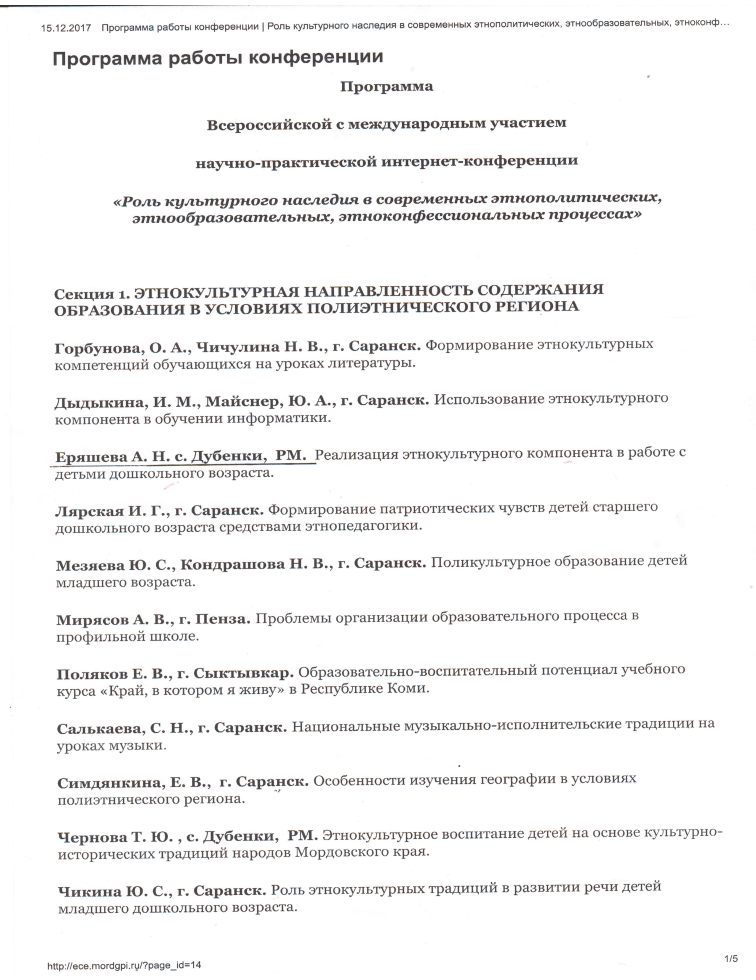 15.12.2017 Программа работы конференции | Роль культурного наследия в современных этнополитических, этнообразовательных, этноконф…
Программа работы конференции
Программа
Всероссийской с международным участием
научно-практической интернет-конференции
«Роль культурного наследия в современных этнополитических,
этнообразовательных, этноконфессиональных процессах»
Секция 1. ЭТНОКУЛЬТУРНАЯ НАПРАВЛЕННОСТЬ СОДЕРЖАНИЯ
ОБРАЗОВАНИЯ В УСЛОВИЯХ ПОЛИЭТНИЧЕСКОГО РЕГИОНА
Горбунова, О. А., Чичулина Н. В., г. Саранск. Формирование этнокультурных
компетенций обучающихся на уроках литературы.
Дыдыкина, И. М., Майснер, Ю. А., г. Саранск. Использование этнокультурного
компонента в обучении информатики.
Еряшева А. Н. с. Дубенки, РМ. Реализация этнокультурного компонента в работе с
детьми дошкольного возраста.
Лярская И. Г., г. Саранск. Формирование патриотических чувств детей старшего
дошкольного возраста средствами этнопедагогики.
Мезяева Ю. С., Кондрашова Н. В., г. Саранск. Поликультурное образование детей
младшего возраста.
Мирясов А. В., г. Пенза. Проблемы организации образовательного процесса в
профильной школе.
Поляков Е. В., г. Сыктывкар. Образовательно-воспитательный потенциал учебного
курса «Край, в котором я живу» в Республике Коми.
Салькаева, С. Н., г. Саранск. Национальные музыкально-исполнительские традиции на
уроках музыки.
Симдянкина, Е. В., г. Саранск. Особенности изучения географии в условиях
полиэтнического региона.
Чернова Т. Ю. , с. Дубенки, РМ. Этнокультурное воспитание детей на основе культурно-
исторических традиций народов Мордовского края.
Чикина Ю. С., г. Саранск. Роль этнокультурных традиций в развитии речи детей
младшего дошкольного возраста.
http://ece.mordgpi.ru/?page_id=14
1/5